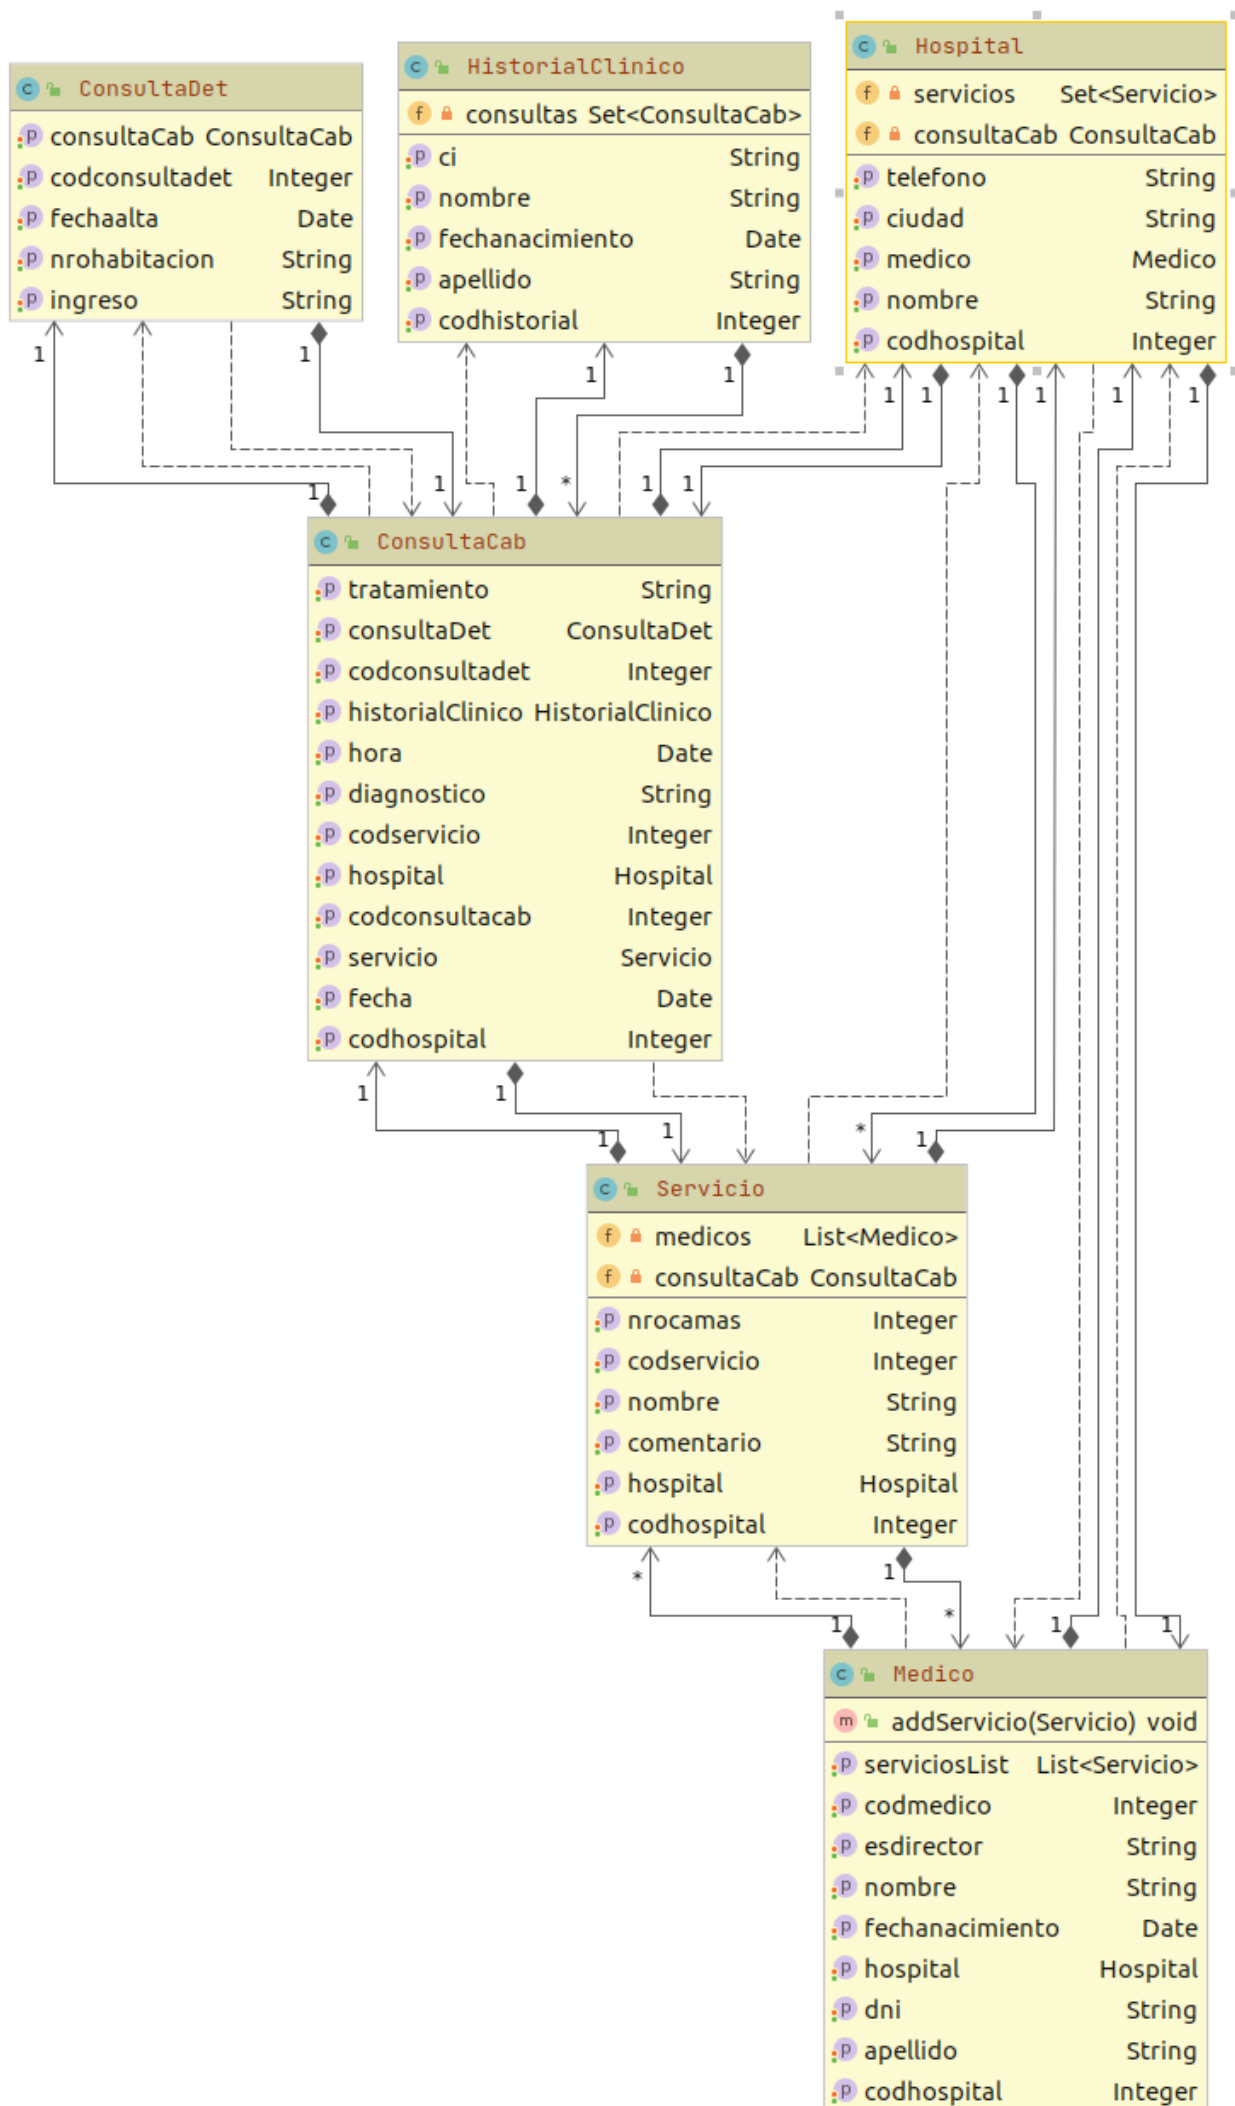 ConsultaDet
consultaCab ConsultaCab
codconsultadet Integer
fechaalta Date
nrohabitacion String
ingreso String
HistorialClinico
consultas Set<ConsultaCab>
ci String
nombre String
fechanacimiento Date
apellido String
codhistorial Integer
Hospital
servicios Set<Servicio>
consultaCab ConsultaCab
telefono String
ciudad String
medico Medico
nombre String
codhospital Integer
1 1 1 1 1 1 1 1 1 1
1 1 1 * 1 1
ConsultaCab
tratamiento String
consultaDet ConsultaDet
codconsultadet Integer
historialClinico HistorialClinico
hora Date
diagnostico String
codservicio Integer
hospital Hospital
codconsultacab Integer
servicio Servicio
fecha Date
codhospital Integer
1 1
1 1 * 1
Servicio
medicos List<Medico>
consultaCab ConsultaCab
nrocamas Integer
codservicio Integer
nombre String
comentario String
hospital Hospital
codhospital Integer
* 1
1 * 1 1
Medico
addServicio(Servicio) void
serviciosList List<Servicio>
codmedico Integer
esdirector String
nombre String
fechanacimiento Date
hospital Hospital
dni String
apellido String
codhospital Integer